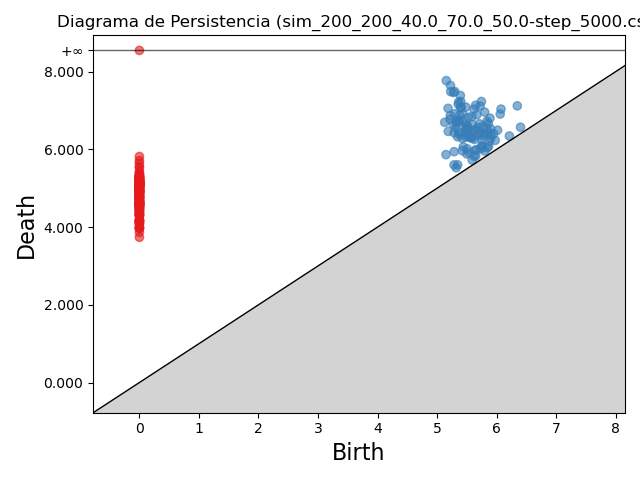 Diagrama de Persistencia (sim_200_200_40.0_70.0_50.0-step_5000.cs
+∞
8.000
6.000
4.000
2.000
0.000
Death
0 1 2 3 4 5 6 7 8
Birth